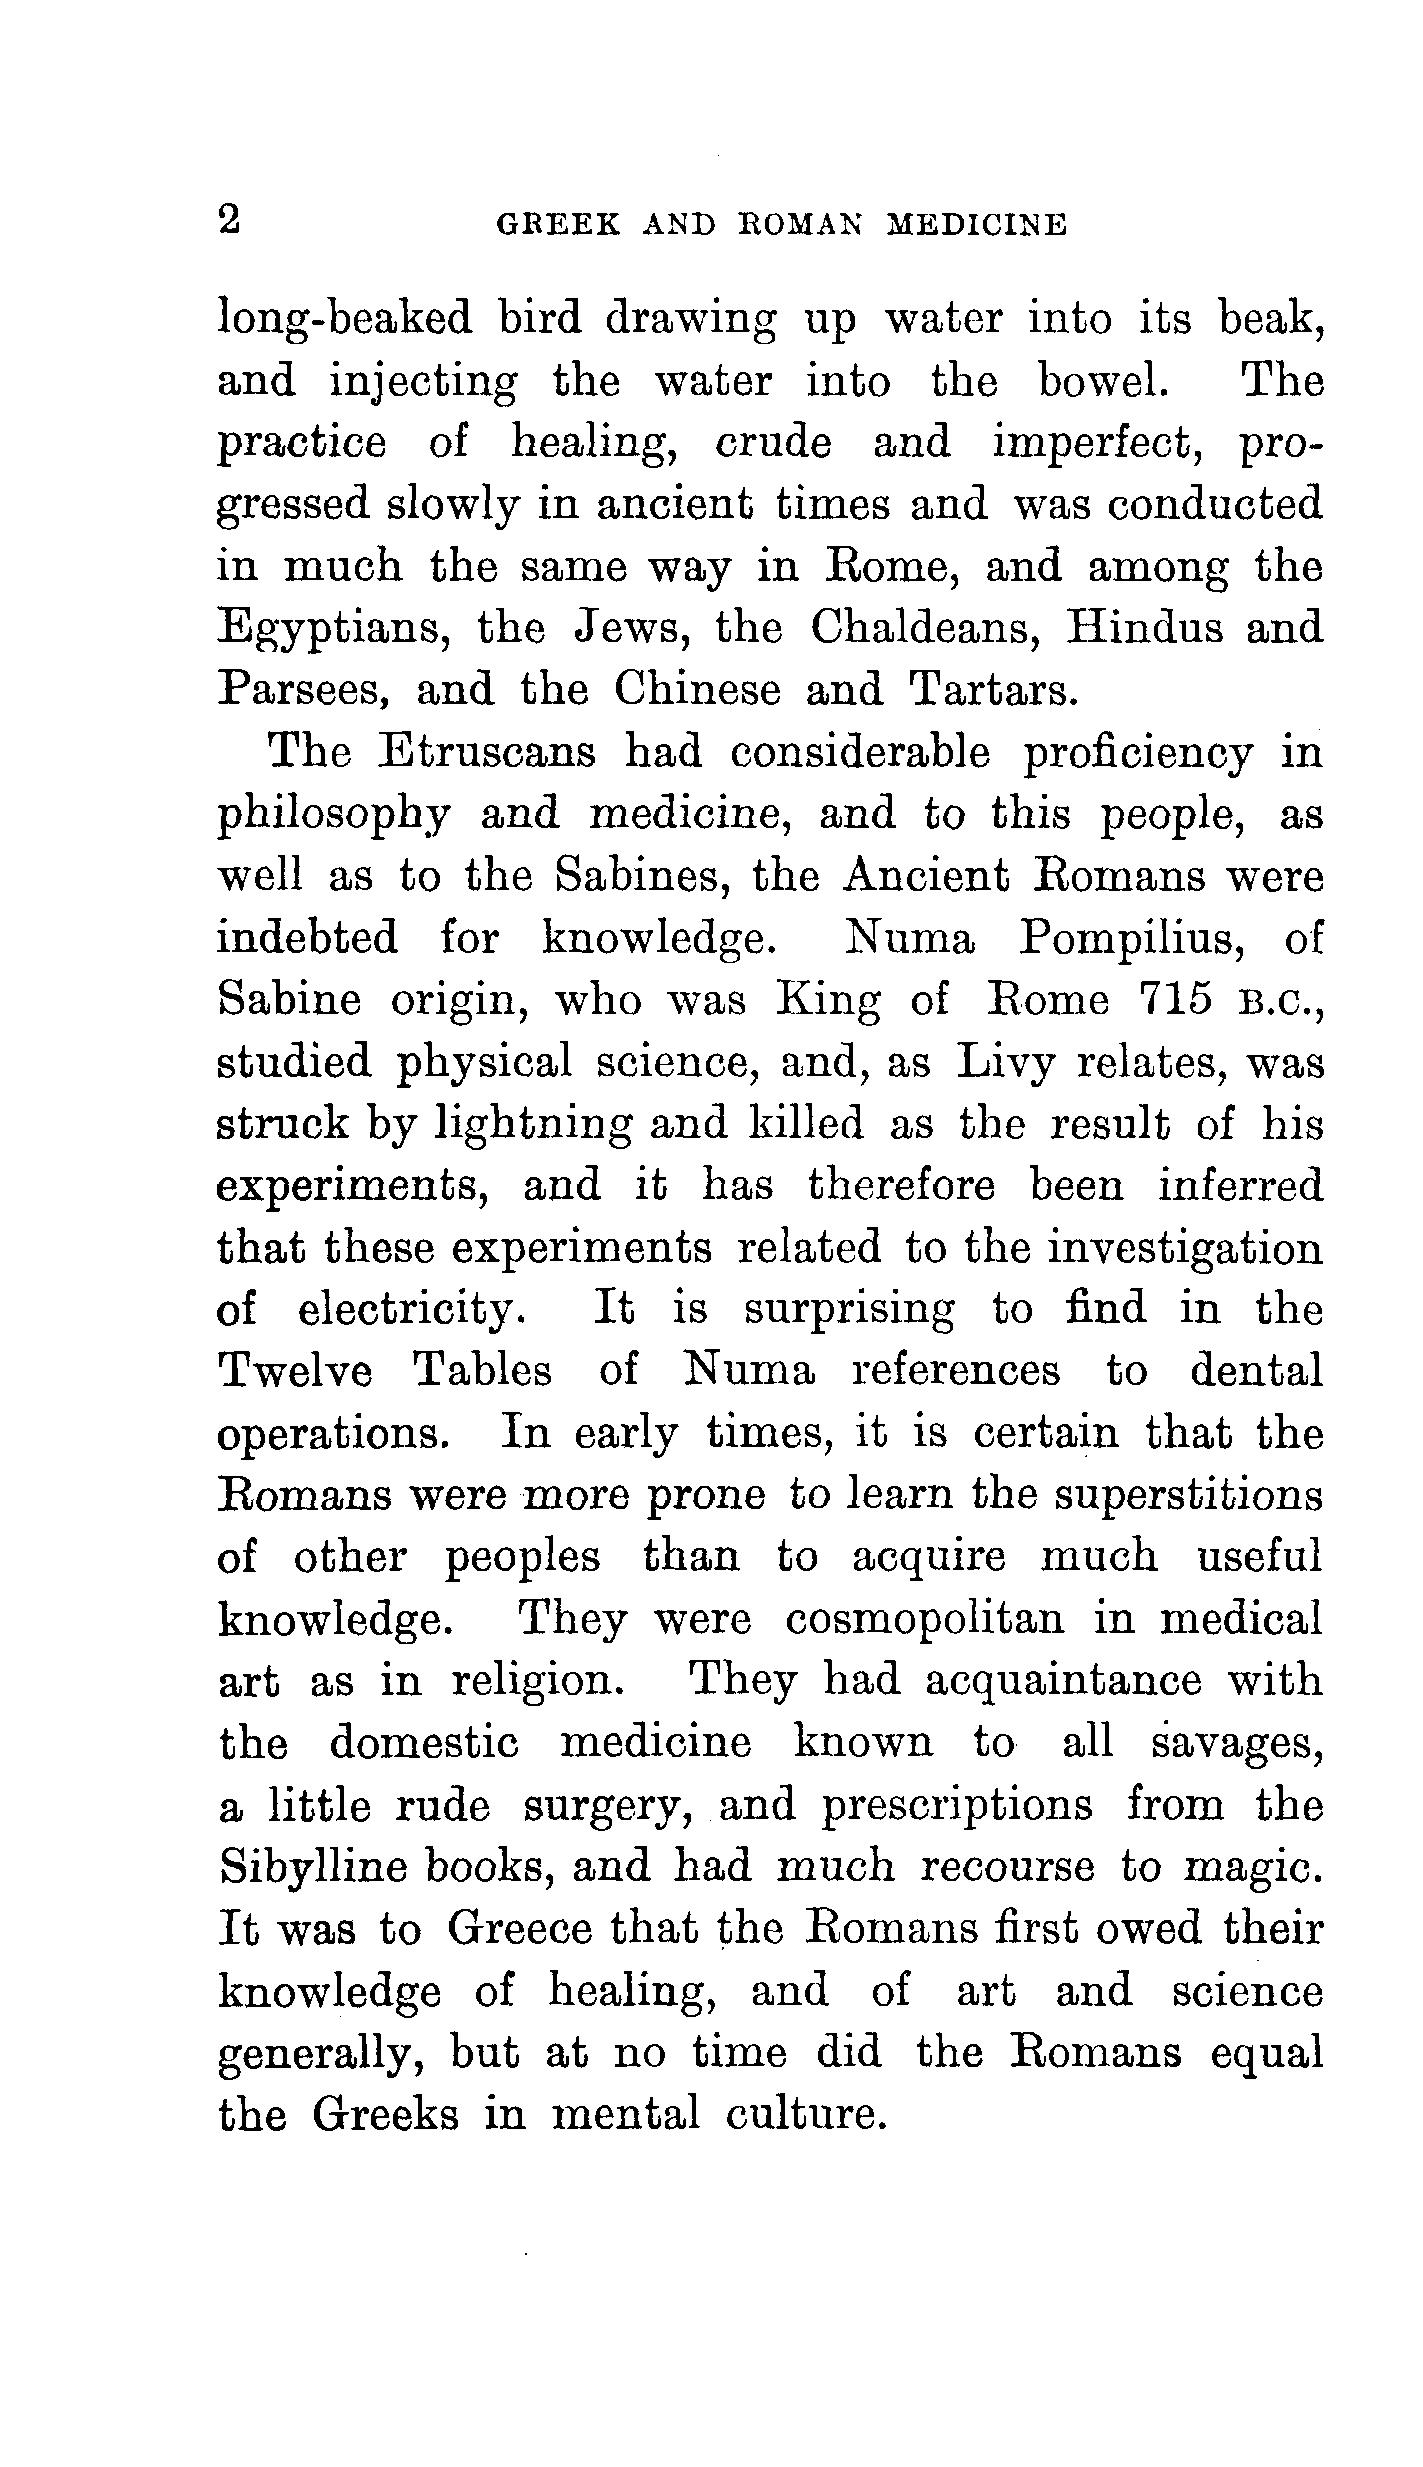 2 GREEK AND ROMAN MEDICINE
long-beaked bird drawing up water into its beak,
and injecting the water into the bowel. The
practice of healing, crude and imperfect, pro-
gressed slowly in ancient times and was conducted
in much the same way in Rome, and among the
Egyptians, the Jews, the Chaldeans, Hindus and
Parsees, and the Chinese and Tartars.
The Etruscans had considerable proficiency in
philosophy and medicine, and to this people, as
well as to the Sabines, the Ancient Romans were
indebted for knowledge. Numa Pompilius, of
Sabine origin, who was King of Rome 715 B.C.,
studied physical science, and, as Livy relates, was
struck by lightning and killed as the result of his
experiments, and it has therefore been inferred
that these experiments related to the investigation
of electricity. It is surprising to find in the
Twelve Tables of Numa references to dental
operations. In early times, it is certain that the
Romans were more prone to learn the superstitions
of other peoples than to acquire much useful
knowledge. They were cosmopolitan in medical
art as in religion. They had acquaintance with
the domestic medicine known to all savages,
a little rude surgery, and prescriptions from the
Sibylline books, and had much recourse to magic.
It was to Greece that the Romans first owed their
knowledge of healing, and of art and science
generally, but at no time did the Romans equal
the Greeks in mental culture.